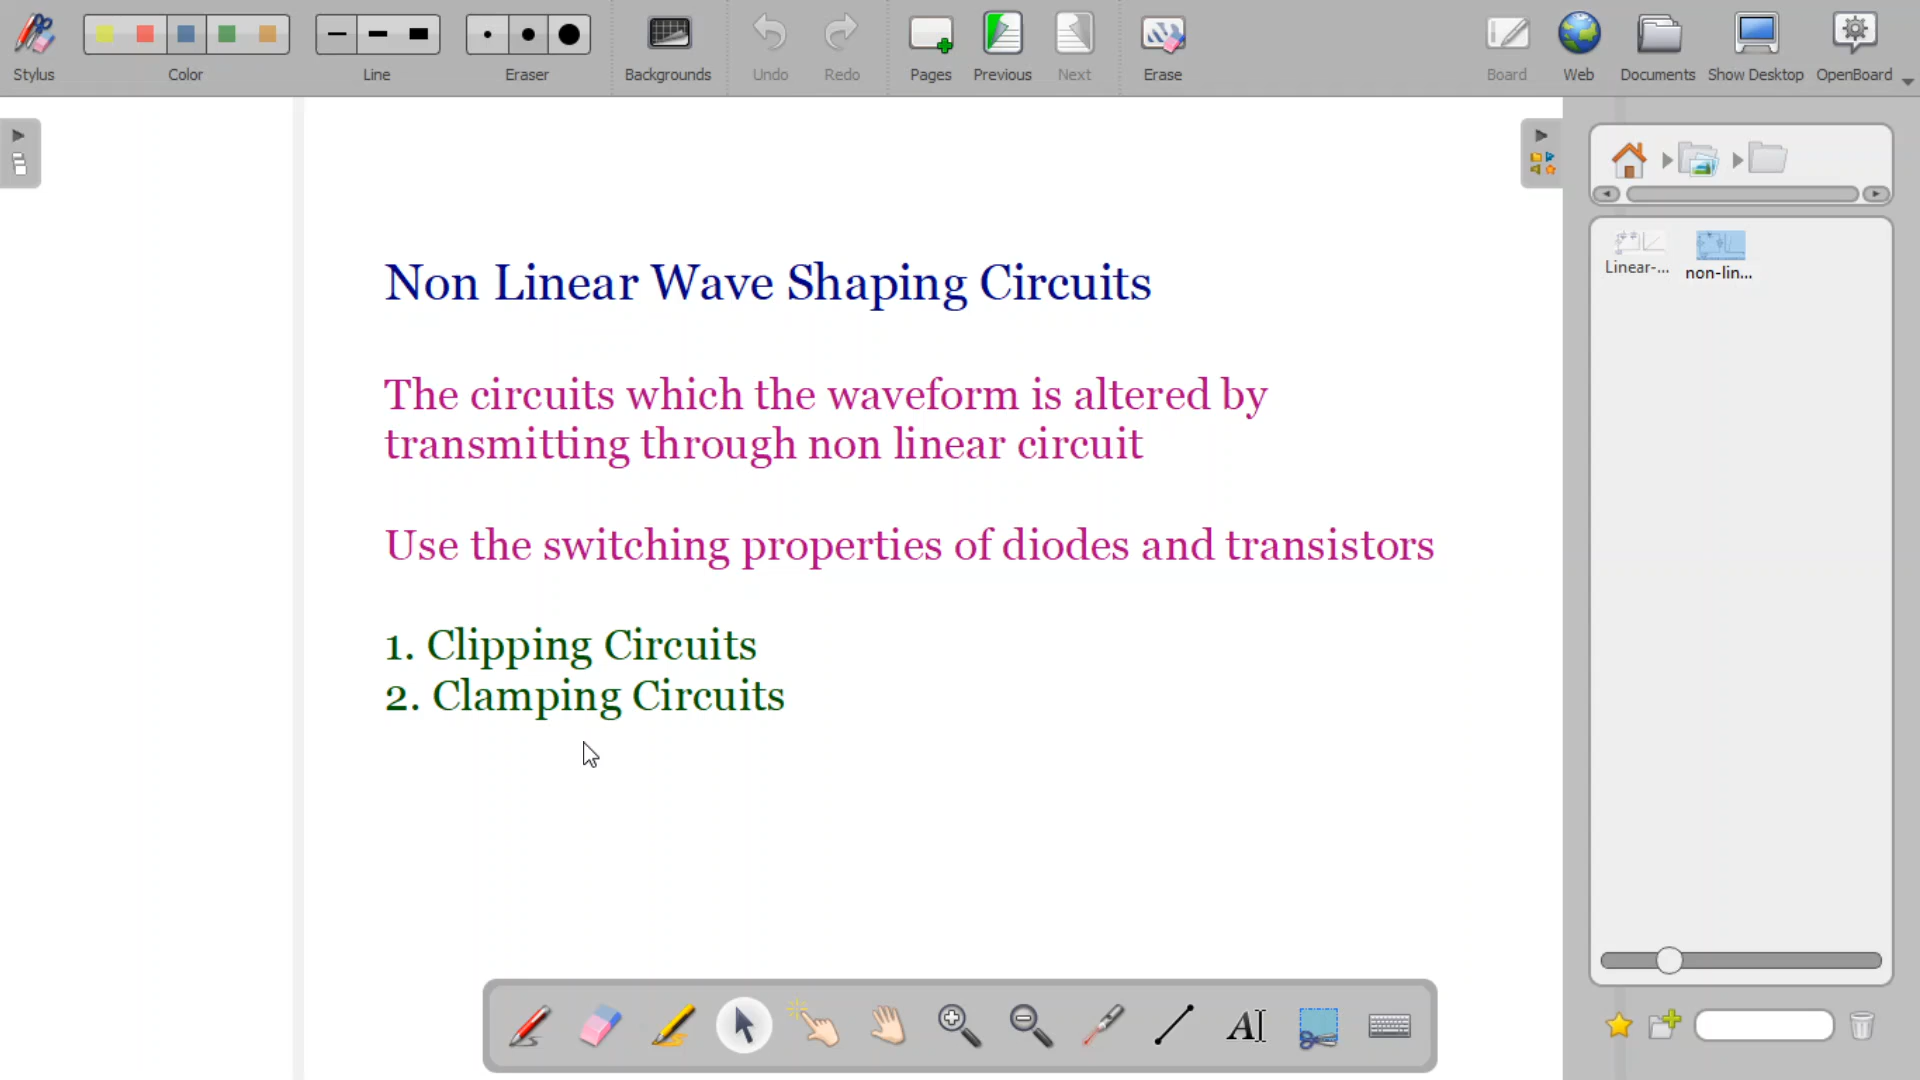 Stylus
Color
Line
Eraser
Backgrounds
Undo
Redo
Pages
Previous
Next
Erase
Board
Web
Documents
Show Desktop
OpenBoard
Non Linear Wave Shaping Circuits
The circuits which the waveform is altered by
transmitting through non linear circuit
Use the switching properties of diodes and transistors
1. Clipping Circuits
2. Clamping Circuits
Linear-...
non-lin...
AI